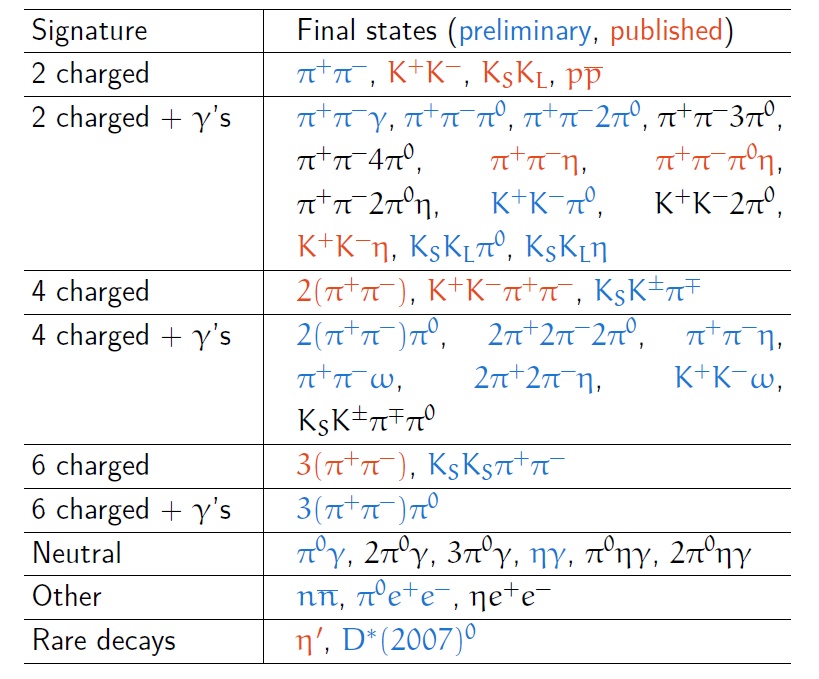 Signature Final states (preliminary, published)
2 charged π⁺π⁻, K⁺K⁻, K_SK_L, pp̅
2 charged + γ's π⁺π⁻γ, π⁺π⁻π⁰, π⁺π⁻2π⁰, π⁺π⁻3π⁰,
π⁺π⁻4π⁰, π⁺π⁻η, π⁺π⁻π⁰η,
π⁺π⁻2π⁰η, K⁺K⁻π⁰, K⁺K⁻2π⁰,
K⁺K⁻η, K_SK_Lπ⁰, K_SK_Lη
4 charged 2(π⁺π⁻), K⁺K⁻π⁺π⁻, K_SK^±π^∓
4 charged + γ's 2(π⁺π⁻)π⁰, 2π⁺2π⁻2π⁰, π⁺π⁻η,
π⁺π⁻ω, 2π⁺2π⁻η, K⁺K⁻ω,
K_SK^±π^∓π⁰
6 charged 3(π⁺π⁻), K_SK_Sπ⁺π⁻
6 charged + γ's 3(π⁺π⁻)π⁰
Neutral π⁰γ, 2π⁰γ, 3π⁰γ, ηγ, π⁰ηγ, 2π⁰ηγ
Other nn̅, π⁰e⁺e⁻, ηe⁺e⁻
Rare decays η′, D*(2007)⁰